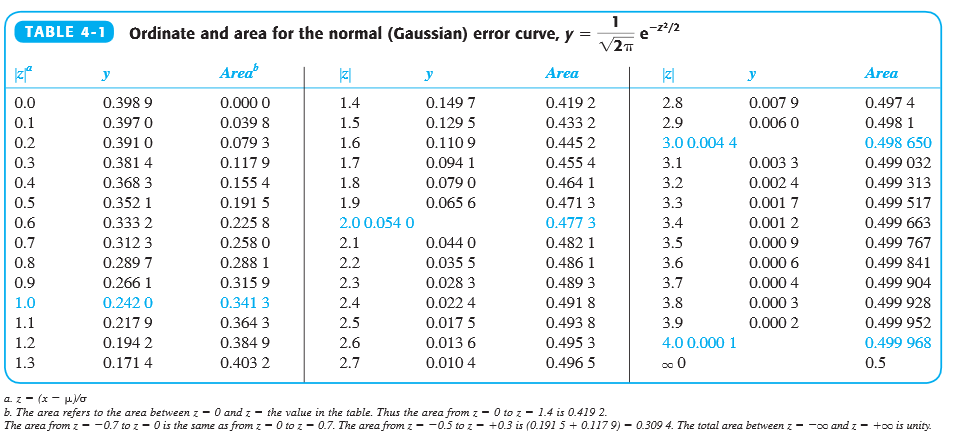 TABLE 4-1 Ordinate and area for the normal (Gaussian) error curve, y = 1/√2π e^−z²/2
|z|ᵃ y Areaᵇ |z| y Area |z| y Area
0.0 0.398 9 0.000 0 1.4 0.149 7 0.419 2 2.8 0.007 9 0.497 4
0.1 0.397 0 0.039 8 1.5 0.129 5 0.433 2 2.9 0.006 0 0.498 1
0.2 0.391 0 0.079 3 1.6 0.110 9 0.445 2 3.0 0.004 4 0.498 650
0.3 0.381 4 0.117 9 1.7 0.094 1 0.455 4 3.1 0.003 3 0.499 032
0.4 0.368 3 0.155 4 1.8 0.079 0 0.464 1 3.2 0.002 4 0.499 313
0.5 0.352 1 0.191 5 1.9 0.065 6 0.471 3 3.3 0.001 7 0.499 517
0.6 0.333 2 0.225 8 2.0 0.054 0 0.477 3 3.4 0.001 2 0.499 663
0.7 0.312 3 0.258 0 2.1 0.044 0 0.482 1 3.5 0.000 9 0.499 767
0.8 0.289 7 0.288 1 2.2 0.035 5 0.486 1 3.6 0.000 6 0.499 841
0.9 0.266 1 0.315 9 2.3 0.028 3 0.489 3 3.7 0.000 4 0.499 904
1.0 0.242 0 0.341 3 2.4 0.022 4 0.491 8 3.8 0.000 3 0.499 928
1.1 0.217 9 0.364 3 2.5 0.017 5 0.493 8 3.9 0.000 2 0.499 952
1.2 0.194 2 0.384 9 2.6 0.013 6 0.495 3 4.0 0.000 1 0.499 968
1.3 0.171 4 0.403 2 2.7 0.010 4 0.496 5 ∞ 0 0.5
a. z = (x − μ)/σ
b. The area refers to the area between z = 0 and z = the value in the table. Thus the area from z = 0 to z = 1.4 is 0.419 2.
The area from z = −0.7 to z = 0 is the same as from z = 0 to z = 0.7. The area from z = −0.5 to z = +0.3 is (0.191 5 + 0.117 9) = 0.309 4. The total area between z = −∞ and z = +∞ is unity.